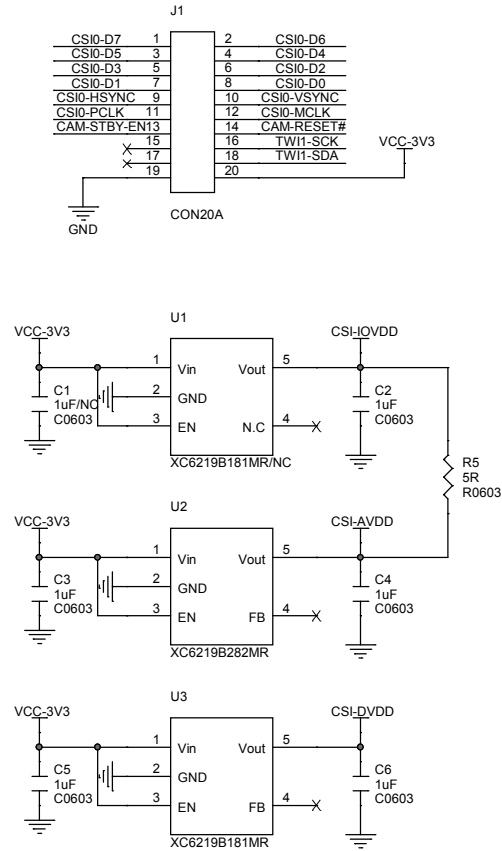 J1
CSI0-D7 1 2 CSI0-D6
CSI0-D5 3 4 CSI0-D4
CSI0-D3 5 6 CSI0-D2
CSI0-D1 7 8 CSI0-D0
CSI0-HSYNC 9 10 CSI0-VSYNC
CSI0-PCLK 11 12 CSI0-MCLK
CAM-STBY-EN 13 14 CAM-RESET#
15 16 TWI1-SCK
17 18 TWI1-SDA
19 20
VCC-3V3
GND
CON20A
U1
VCC-3V3
CSI-IOVDD
1 Vin Vout 5
2 GND
3 EN N.C 4
C1
1uF/NC
C0603
C2
1uF
C0603
XC6219B181MR/NC
R5
5R
R0603
U2
VCC-3V3
CSI-AVDD
1 Vin Vout 5
2 GND
3 EN FB 4
C3
1uF
C0603
C4
1uF
C0603
XC6219B282MR
U3
VCC-3V3
CSI-DVDD
1 Vin Vout 5
2 GND
3 EN FB 4
C5
1uF
C0603
C6
1uF
C0603
XC6219B181MR